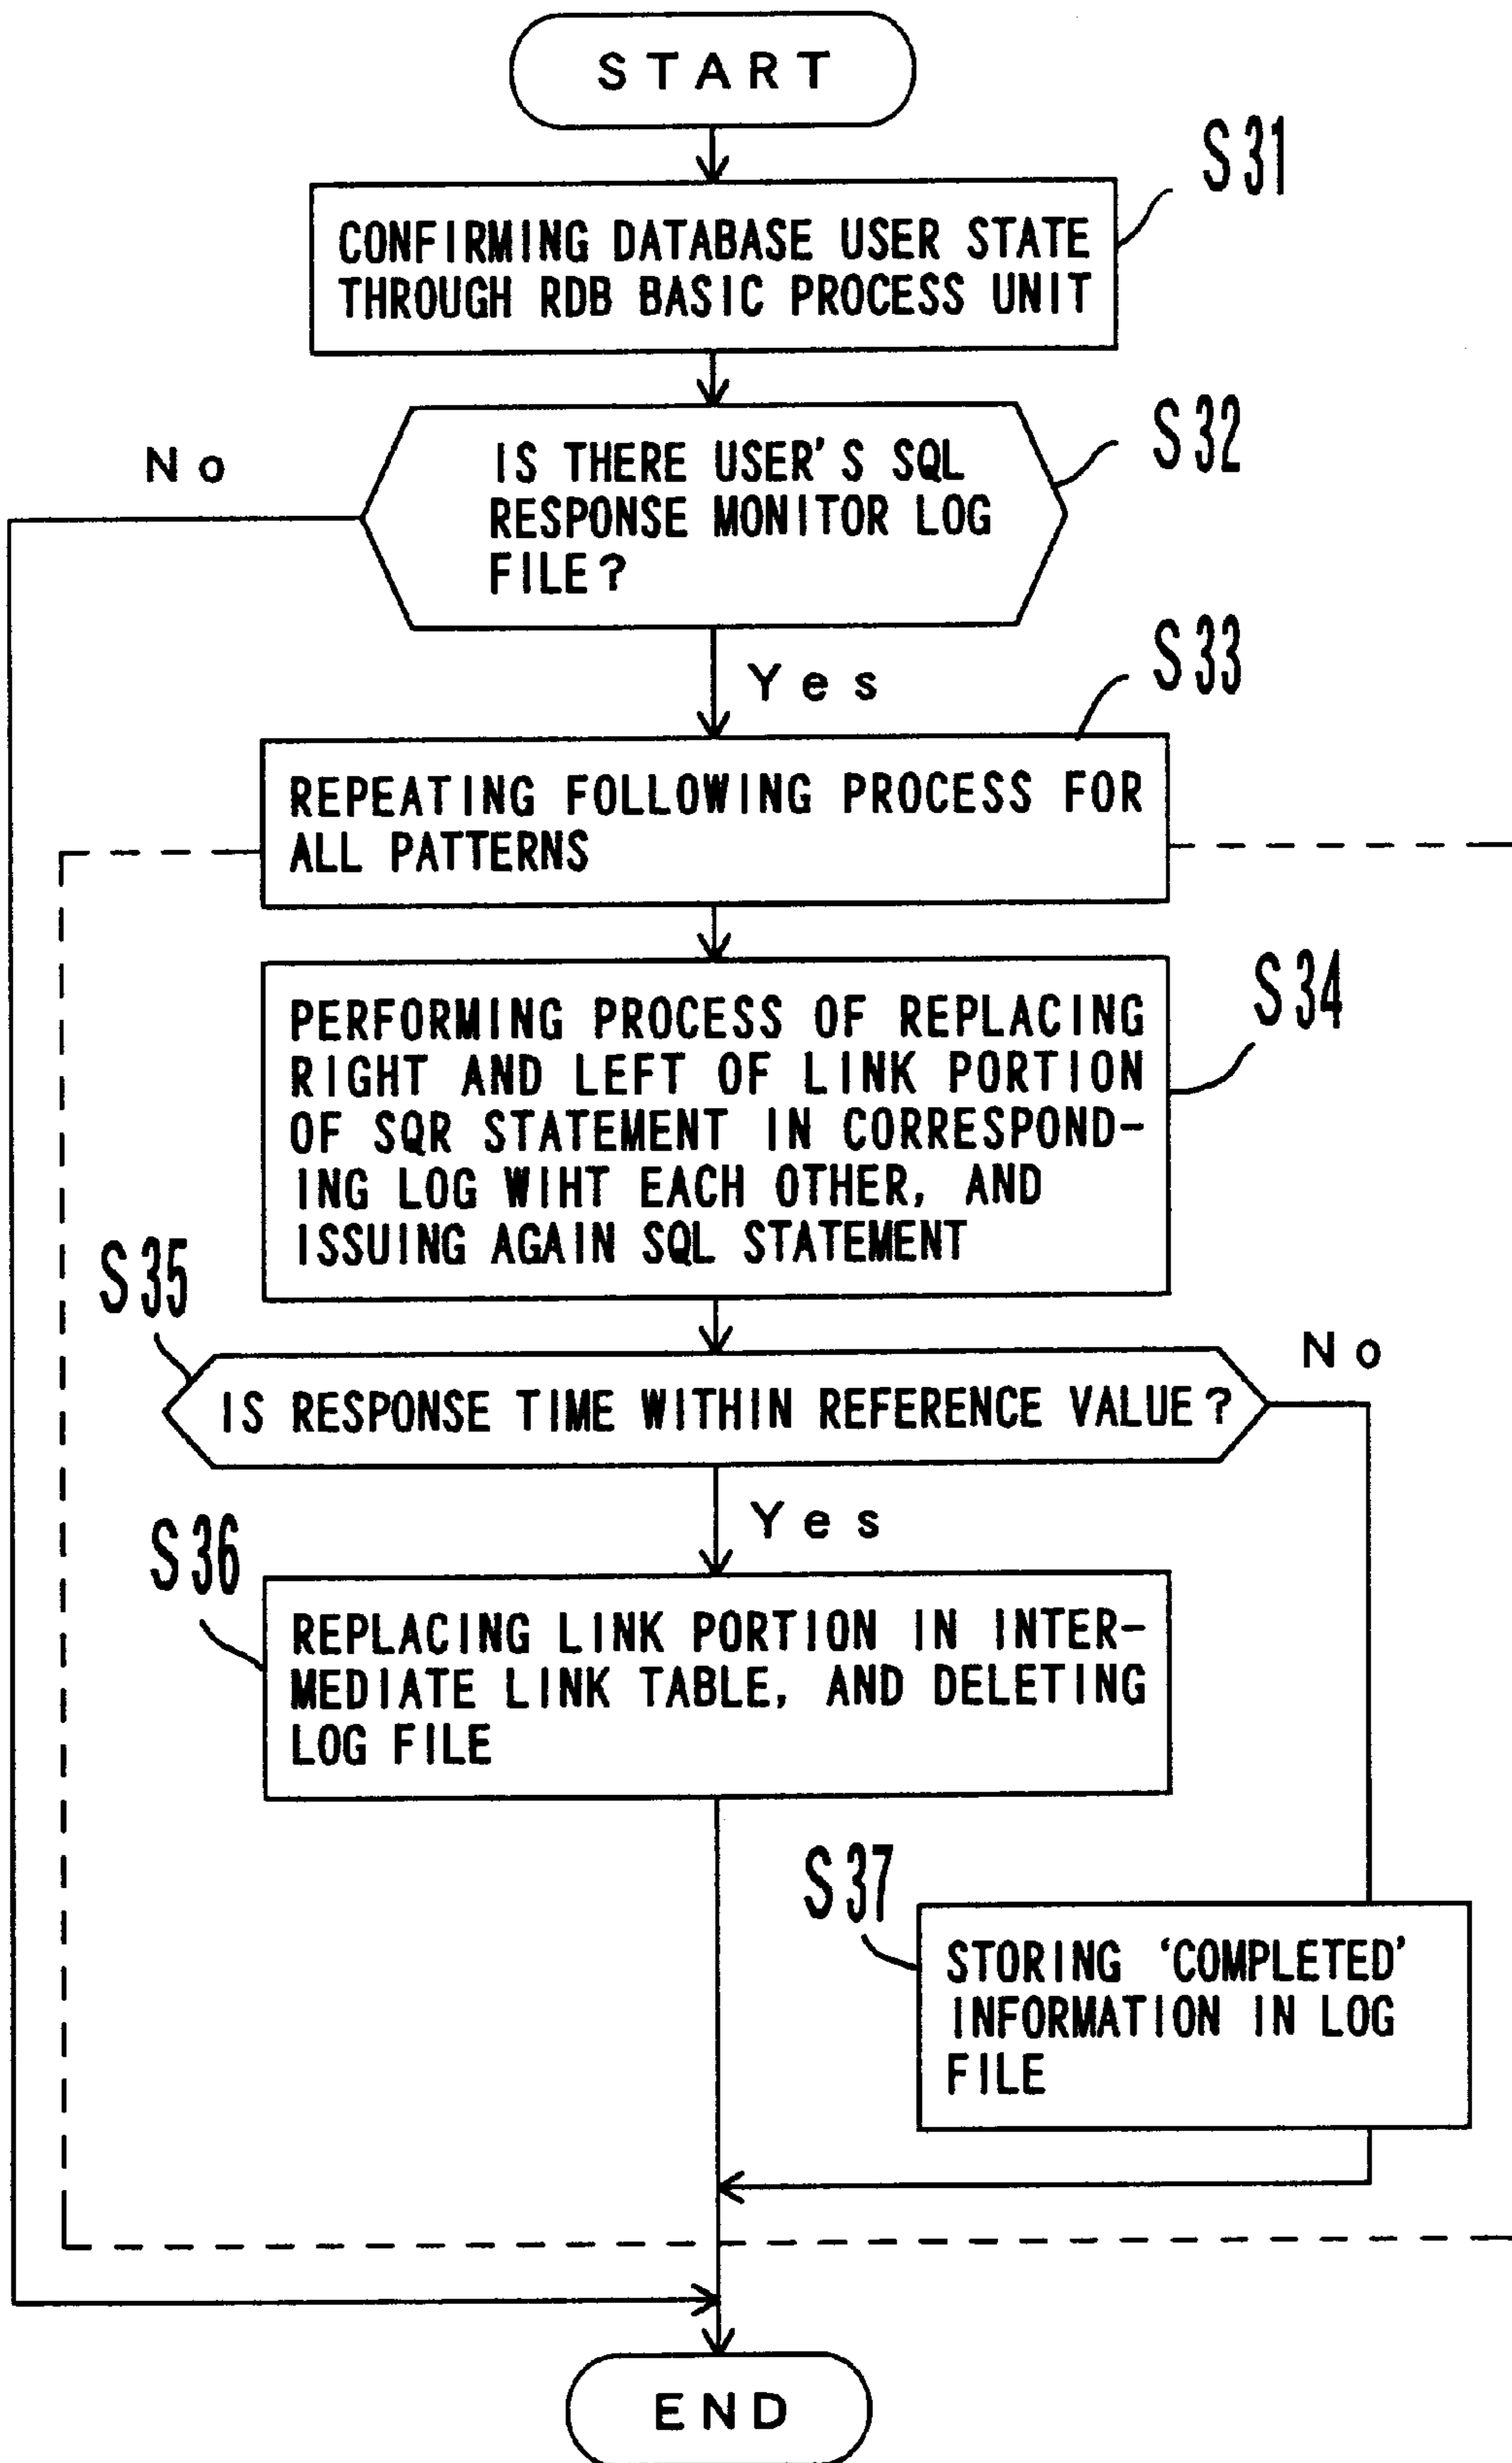 START
S31
CONFIRMING DATABASE USER STATE
THROUGH RDB BASIC PROCESS UNIT
S32
No
IS THERE USER'S SQL
RESPONSE MONITOR LOG
FILE?
Yes
S33
REPEATING FOLLOWING PROCESS FOR
ALL PATTERNS
S34
PERFORMING PROCESS OF REPLACING
RIGHT AND LEFT OF LINK PORTION
OF SQR STATEMENT IN CORRESPOND-
ING LOG WIHT EACH OTHER, AND
ISSUING AGAIN SQL STATEMENT
S35
No
IS RESPONSE TIME WITHIN REFERENCE VALUE?
Yes
S36
REPLACING LINK PORTION IN INTER-
MEDIATE LINK TABLE, AND DELETING
LOG FILE
S37
STORING 'COMPLETED'
INFORMATION IN LOG
FILE
END